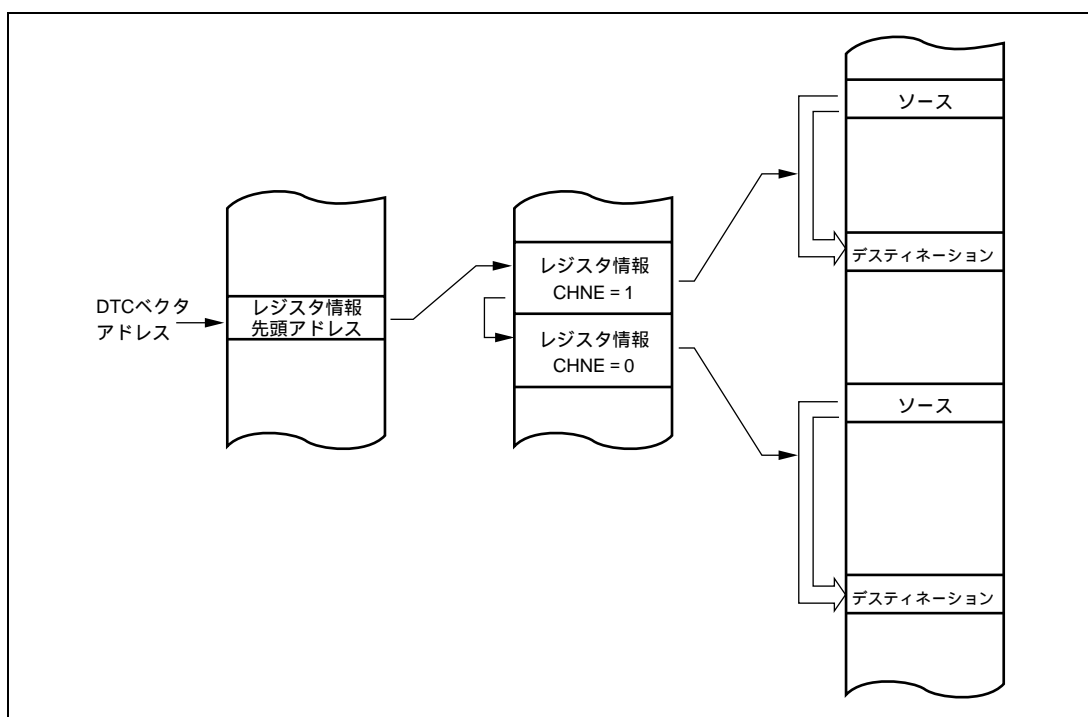 DTCベクタ
アドレス
レジスタ情報
先頭アドレス
レジスタ情報
CHNE = 1
レジスタ情報
CHNE = 0
ソース
デスティネーション
ソース
デスティネーション